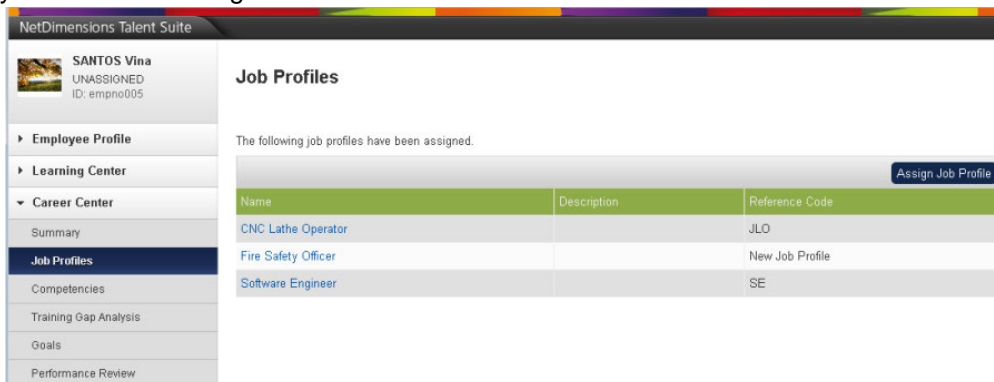 NetDimensions Talent Suite
SANTOS Vina
UNASSIGNED
ID: empno005
Job Profiles
Employee Profile
The following job profiles have been assigned.
Learning Center
Assign Job Profile
Career Center
Name Description Reference Code
Summary
CNC Lathe Operator JLO
Job Profiles
Fire Safety Officer New Job Profile
Software Engineer SE
Competencies
Training Gap Analysis
Goals
Performance Review